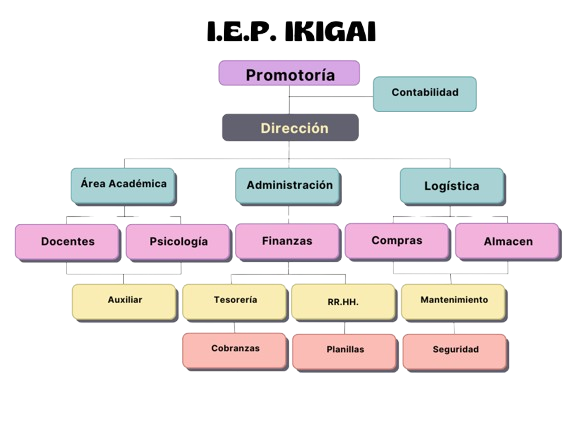 I.E.P. IKIGAI
Promotoría
Contabilidad
Dirección
Área Académica
Administración
Logística
Docentes
Psicología
Finanzas
Compras
Almacen
Auxiliar
Tesorería
RR.HH.
Mantenimiento
Cobranzas
Planillas
Seguridad